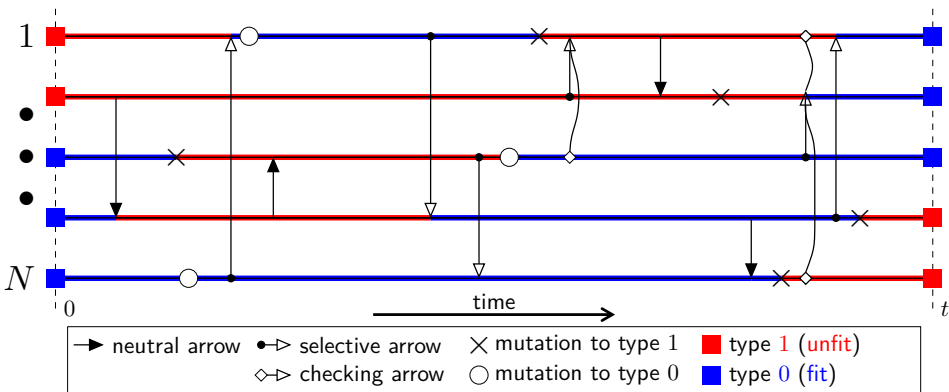 1
N
0
time
t
neutral arrow selective arrow mutation to type 1 type 1 (unfit)
checking arrow mutation to type 0 type 0 (fit)